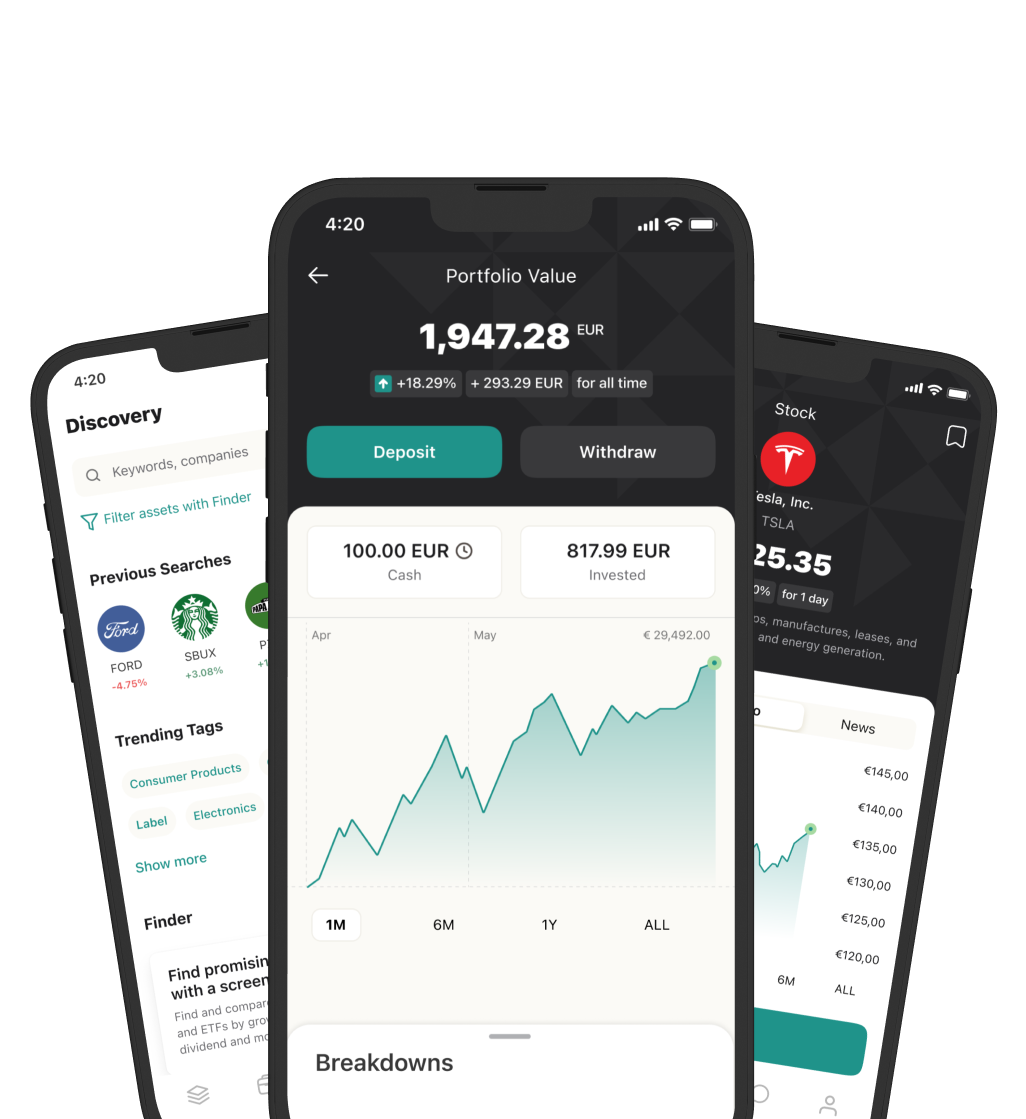 4:20
Discovery
Keywords, companies
Filter assets with Finder
Previous Searches
Ford
FORD
-4.75%
SBUX
+3.08%
PAPA
Trending Tags
Consumer Products
Label
Electronics
Show more
Finder
Find promising
with a screen
Find and compare
and ETFs by grow
dividend and mo
4:20
Portfolio Value
1,947.28 EUR
+18.29%
+ 293.29 EUR
for all time
Deposit
Withdraw
100.00 EUR
Cash
817.99 EUR
Invested
Apr
May
€ 29,492.00
1M
6M
1Y
ALL
Breakdowns
Stock
Tesla, Inc.
TSLA
25.35
0%
for 1 day
os, manufactures, leases, and
and energy generation.
News
€145,00
€140,00
€135,00
€130,00
€125,00
€120,00
6M
ALL